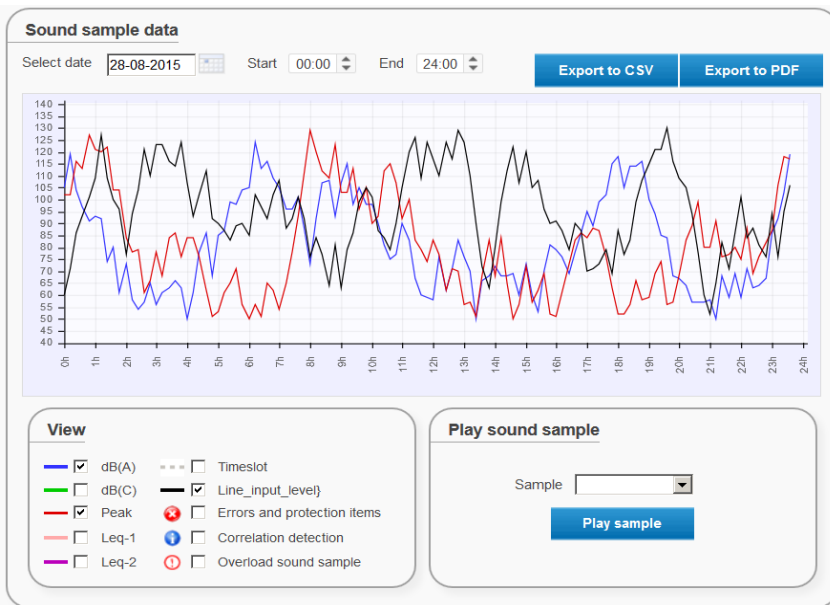 Sound sample data
Select date 28-08-2015 Start 00:00 End 24:00 Export to CSV Export to PDF
140
135
130
125
120
115
110
105
100
95
90
85
80
75
70
65
60
55
50
45
40
0h 1h 2h 3h 4h 5h 6h 7h 8h 9h 10h 11h 12h 13h 14h 15h 16h 17h 18h 19h 20h 21h 22h 23h 24h
View
dB(A) Timeslot
dB(C) Line_input_level}
Peak Errors and protection items
Leq-1 Correlation detection
Leq-2 Overload sound sample
Play sound sample
Sample
Play sample